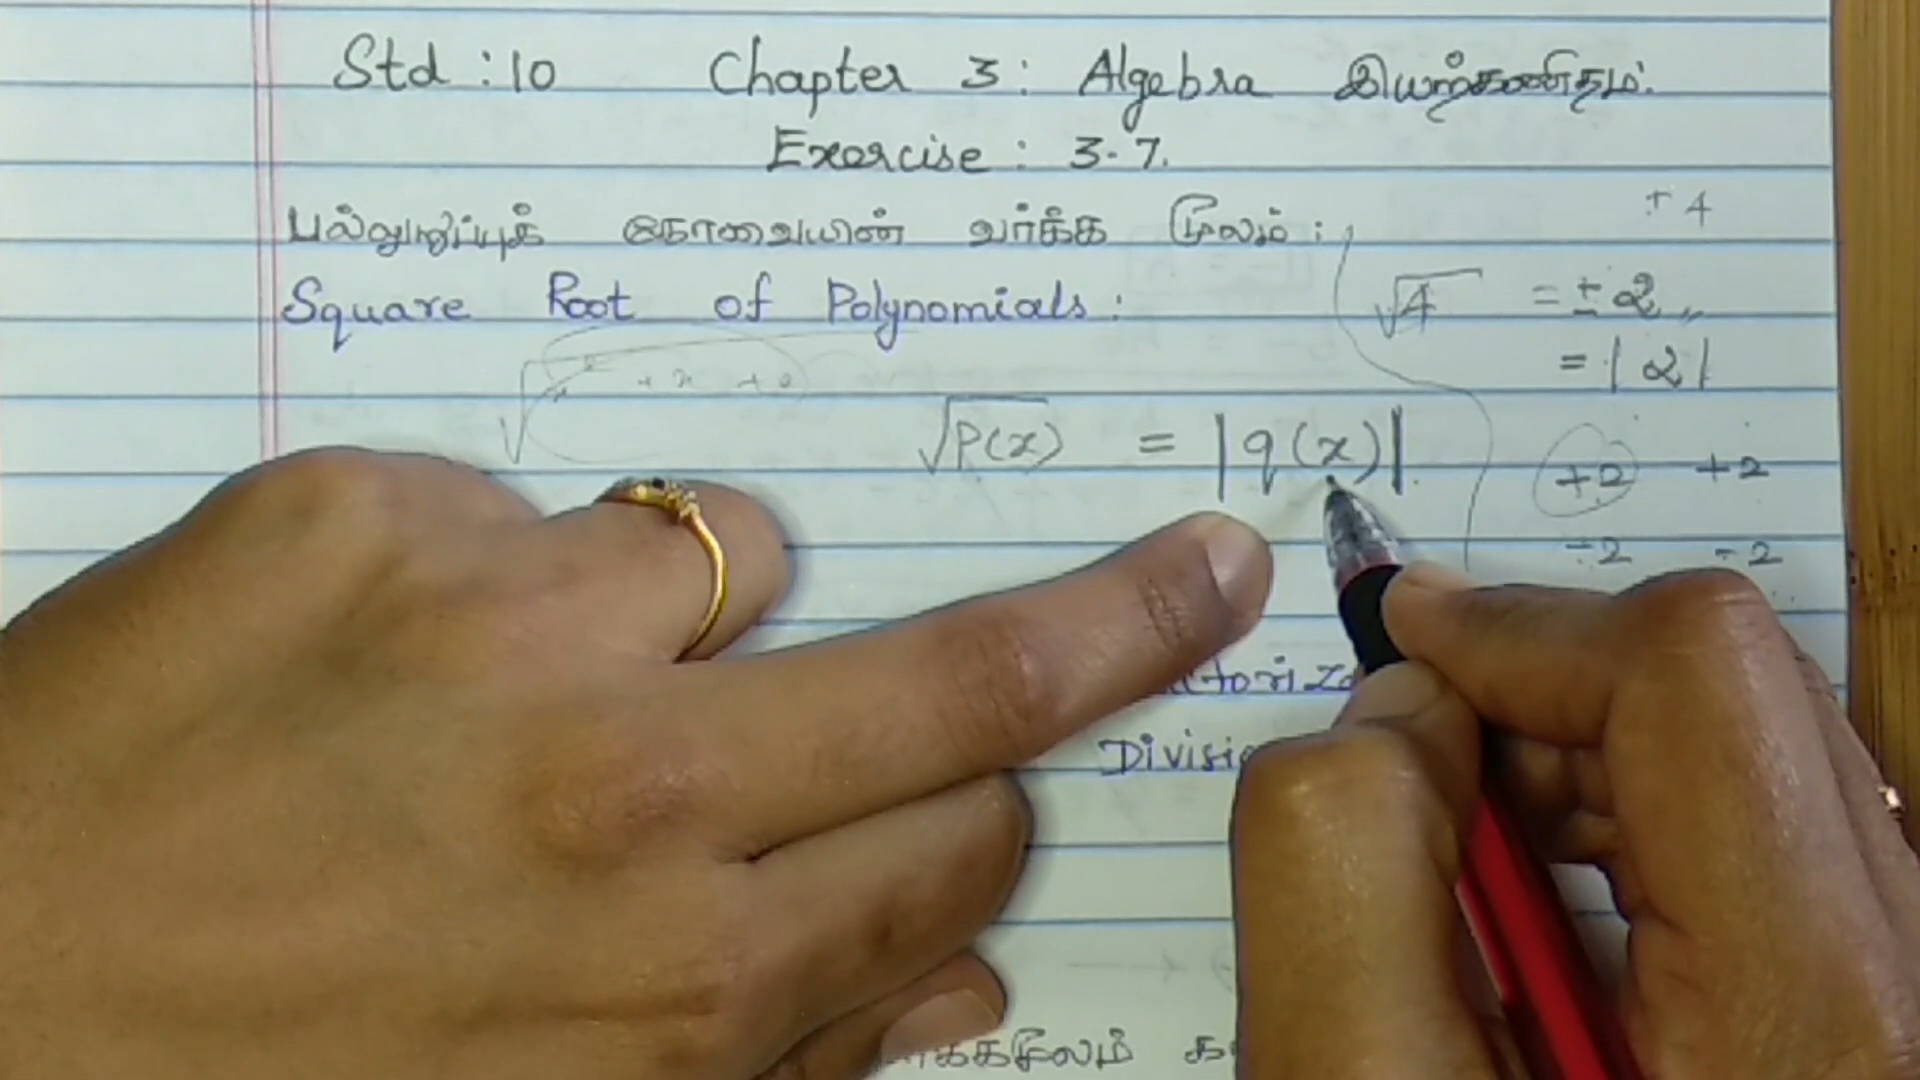 Std : 10 Chapter 3 : Algebra இயற்கணிதம்.
Exercise : 3.7.
பல்லுறுப்புக் கோவையின் வர்க்க மூலம் :
± 4
Square Root of Polynomials :
√4 = ± 2,,
= |2|
√P(x) = |q(x)|
+2 +2
-2 -2
Divisi